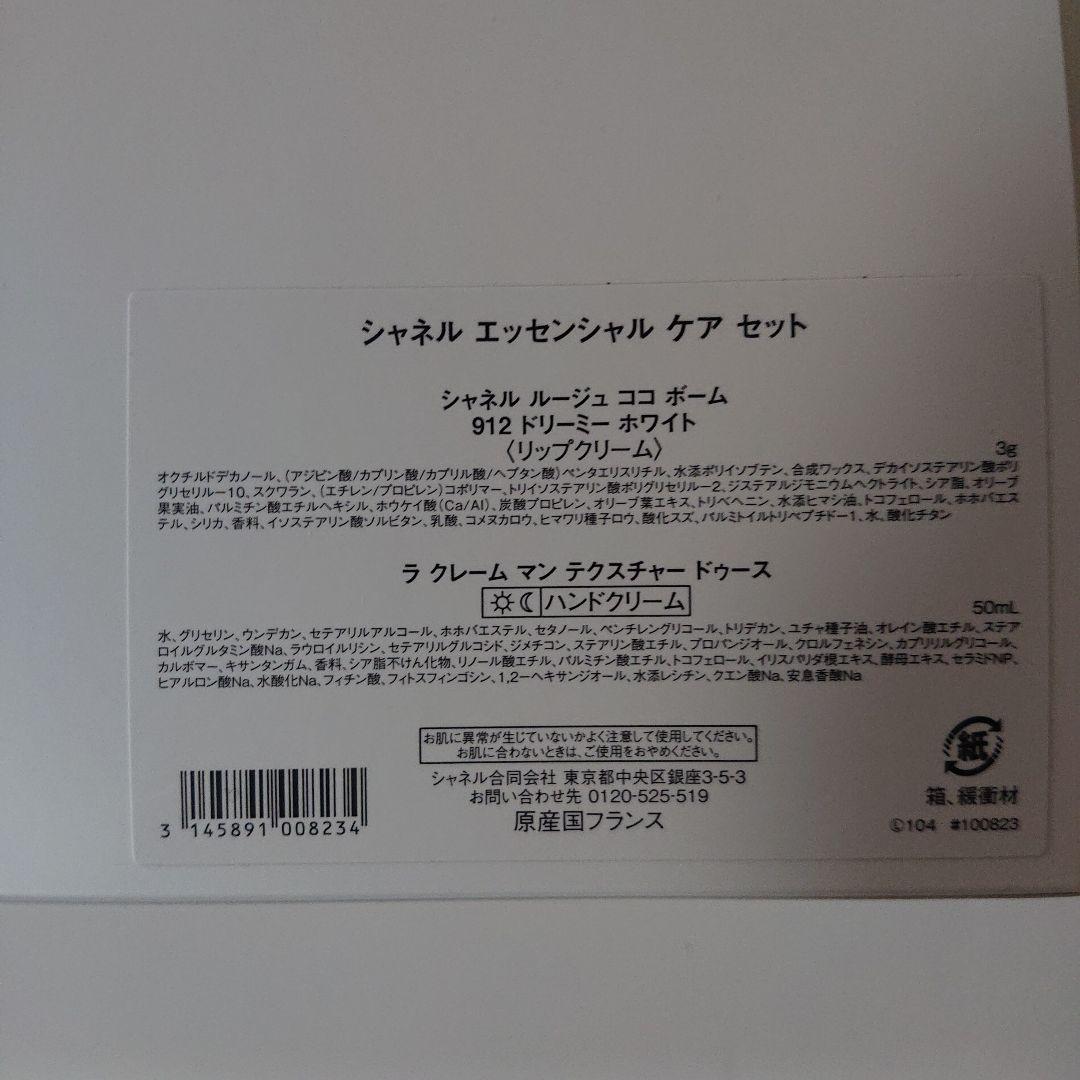 シャネル エッセンシャル ケア セット
シャネル ルージュ ココ ボーム
912 ドリーミー ホワイト
〈リップクリーム〉
3g
オクチルドデカノール、(アジピン酸/カプリン酸/カプリル酸/ヘプタン酸)ペンタエリスリチル、水添ポリイソブテン、合成ワックス、デカイソステアリン酸ポリ
グリセリル-10、スクワラン、(エチレン/プロピレン)コポリマー、トリイソステアリン酸ポリグリセリル-2、ジステアルジモニウムヘクトライト、シア脂、オリーブ
果実油、パルミチン酸エチルヘキシル、ホウケイ酸(Ca/Al)、炭酸プロピレン、オリーブ葉エキス、トリベヘニン、水添ヒマシ油、トコフェロール、ホホバエス
テル、シリカ、香料、イソステアリン酸ソルビタン、乳酸、コメヌカロウ、ヒマワリ種子ロウ、酸化スズ、パルミトイルトリペプチド-1、水、酸化チタン
ラ クレーム マン テクスチャー ドゥース
ハンドクリーム
50mL
水、グリセリン、ウンデカン、セテアリルアルコール、ホホバエステル、セタノール、ペンチレングリコール、トリデカン、ユチャ種子油、オレイン酸エチル、ステア
ロイルグルタミン酸Na、ラウロイルリシン、セテアリルグルコシド、ジメチコン、ステアリン酸エチル、プロパンジオール、クロルフェネシン、カプリリルグリコール、
カルボマー、キサンタンガム、香料、シア脂不けん化物、リノール酸エチル、パルミチン酸エチル、トコフェロール、イリスパリダ根エキス、酵母エキス、セラミドNP、
ヒアルロン酸Na、水酸化Na、フィチン酸、フィトスフィンゴシン、1,2-ヘキサンジオール、水添レシチン、クエン酸Na、安息香酸Na
お肌に異常が生じていないかよく注意して使用してください。
お肌に合わないときは、ご使用をおやめください。
シャネル合同会社 東京都中央区銀座3-5-3
お問い合わせ先 0120-525-519
原産国フランス
3 145891 008234
紙
箱、緩衝材
Ⓛ104 #100823